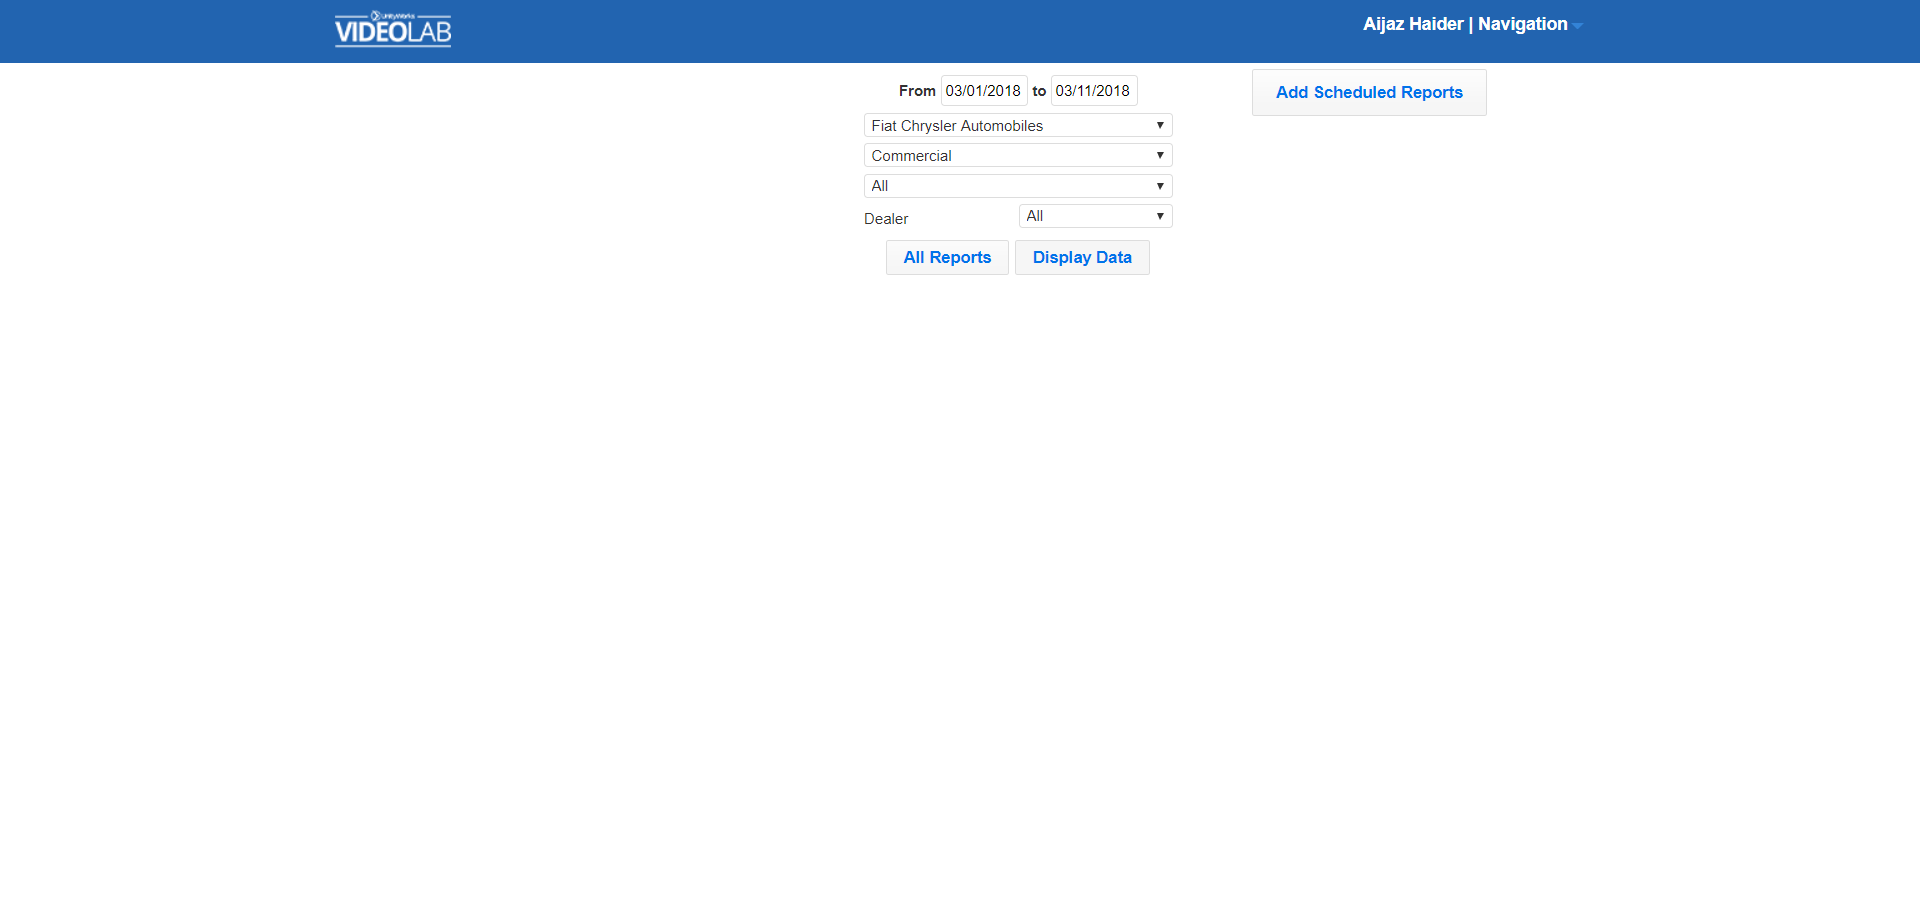 UnityWorks
VIDEOLAB
Aijaz Haider | Navigation
From 03/01/2018 to 03/11/2018
Add Scheduled Reports
Fiat Chrysler Automobiles
Commercial
All
Dealer All
All Reports Display Data